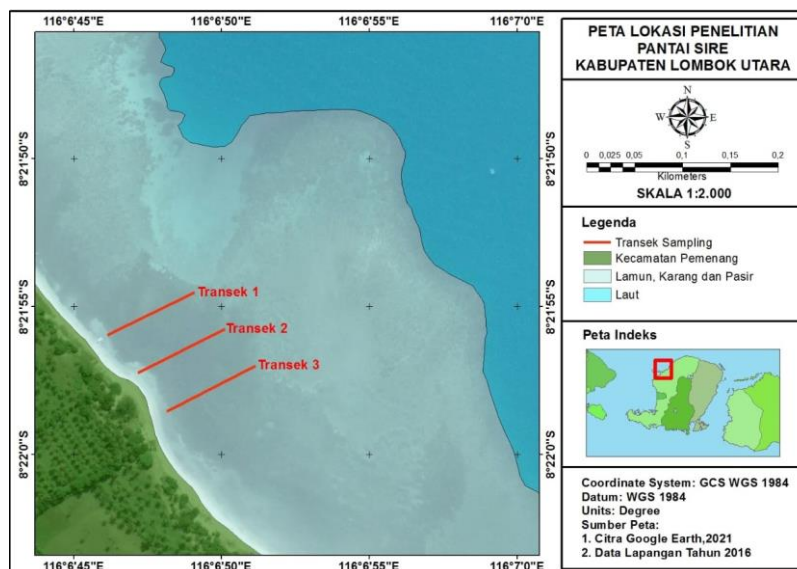 116°6'45"E 116°6'50"E 116°6'55"E 116°7'0"E
8°21'50"S 8°21'50"S
8°21'55"S 8°21'55"S
8°22'0"S 8°22'0"S
Transek 1
Transek 2
Transek 3
116°6'45"E 116°6'50"E 116°6'55"E 116°7'0"E
PETA LOKASI PENELITIAN
PANTAI SIRE
KABUPATEN LOMBOK UTARA
N
W E
S
0 0,025 0,05 0,1 0,15 0,2
Kilometers
SKALA 1:2.000
Legenda
Transek Sampling
Kecamatan Pemenang
Lamun, Karang dan Pasir
Laut
Peta Indeks
Coordinate System: GCS WGS 1984
Datum: WGS 1984
Units: Degree
Sumber Peta:
1. Citra Google Earth,2021
2. Data Lapangan Tahun 2016